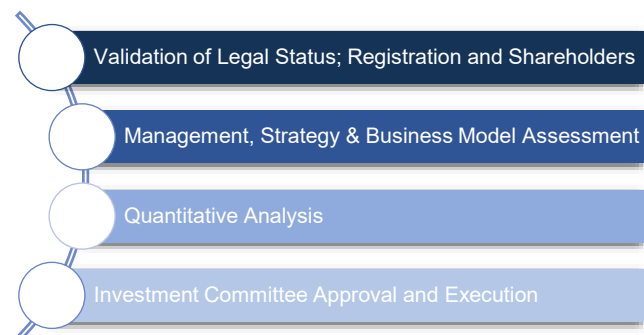 Validation of Legal Status; Registration and Shareholders
Management, Strategy & Business Model Assessment
Quantitative Analysis
Investment Committee Approval and Execution